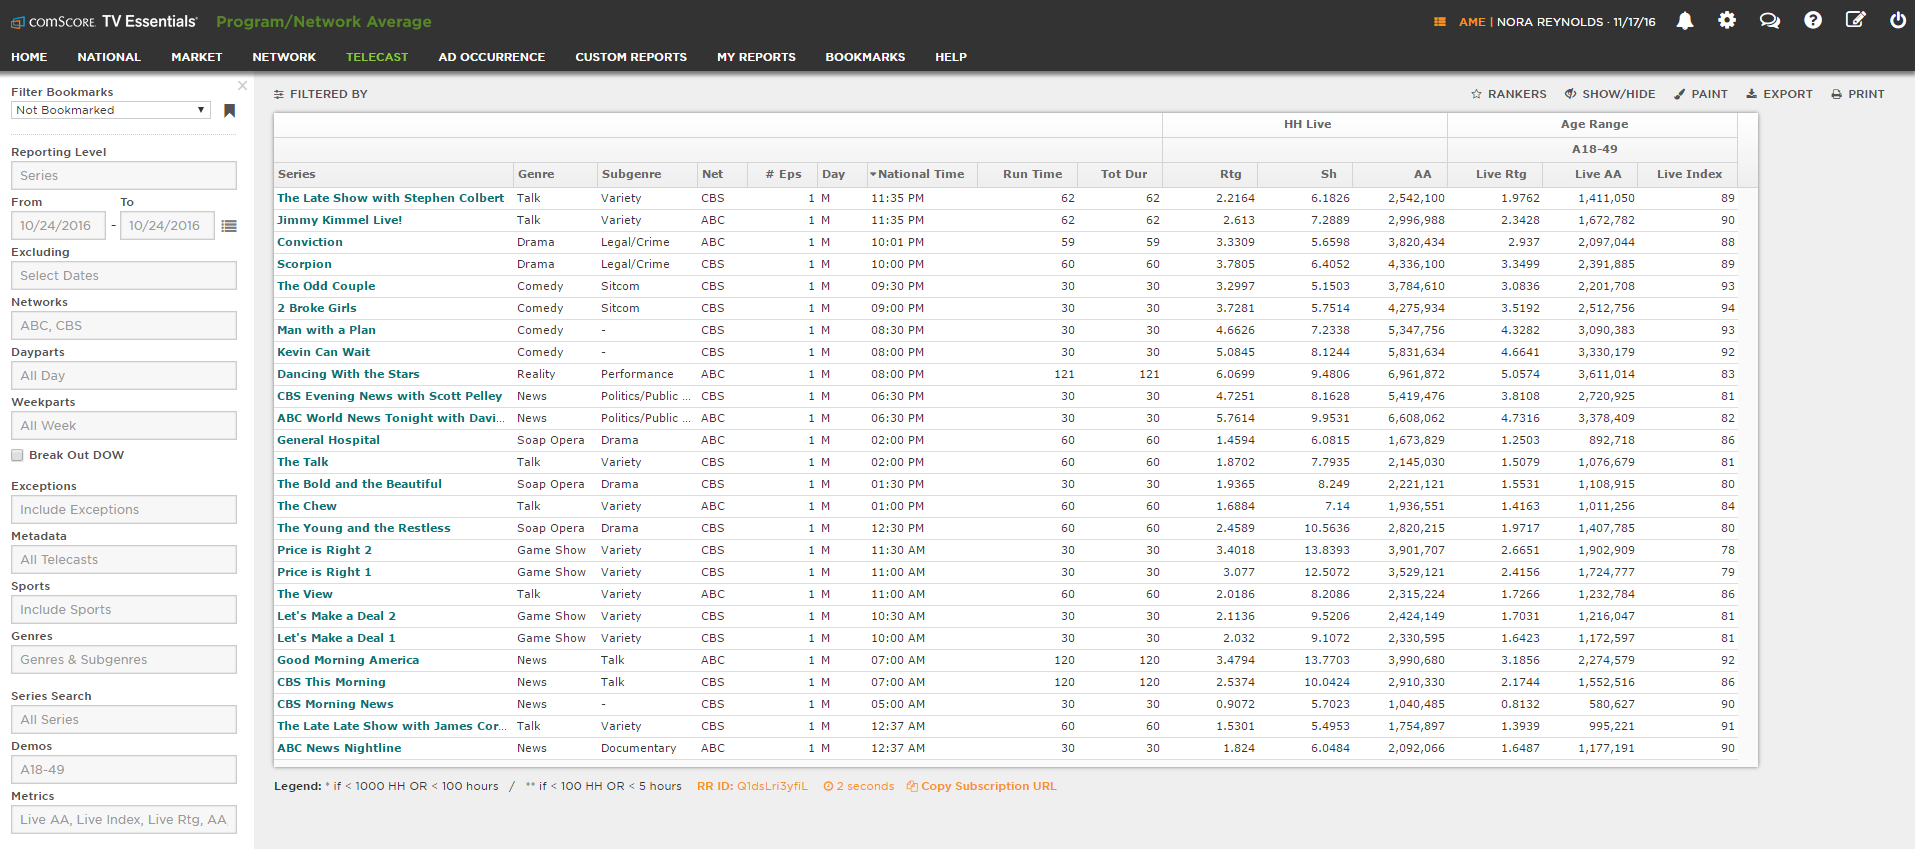 comScore. TV Essentials® Program/Network Average AME | NORA REYNOLDS · 11/17/16
HOME NATIONAL MARKET NETWORK TELECAST AD OCCURRENCE CUSTOM REPORTS MY REPORTS BOOKMARKS HELP
Filter Bookmarks
Not Bookmarked
Reporting Level
Series
From To
10/24/2016 - 10/24/2016
Excluding
Select Dates
Networks
ABC, CBS
Dayparts
All Day
Weekparts
All Week
Break Out DOW
Exceptions
Include Exceptions
Metadata
All Telecasts
Sports
Include Sports
Genres
Genres & Subgenres
Series Search
All Series
Demos
A18-49
Metrics
Live AA, Live Index, Live Rtg, AA,
FILTERED BY RANKERS SHOW/HIDE PAINT EXPORT PRINT
HH Live Age Range
A18-49
Series Genre Subgenre Net # Eps Day National Time Run Time Tot Dur Rtg Sh AA Live Rtg Live AA Live Index
The Late Show with Stephen Colbert Talk Variety CBS 1 M 11:35 PM 62 62 2.2164 6.1826 2,542,100 1.9762 1,411,050 89
Jimmy Kimmel Live! Talk Variety ABC 1 M 11:35 PM 62 62 2.613 7.2889 2,996,988 2.3428 1,672,782 90
Conviction Drama Legal/Crime ABC 1 M 10:01 PM 59 59 3.3309 5.6598 3,820,434 2.937 2,097,044 88
Scorpion Drama Legal/Crime CBS 1 M 10:00 PM 60 60 3.7805 6.4052 4,336,100 3.3499 2,391,885 89
The Odd Couple Comedy Sitcom CBS 1 M 09:30 PM 30 30 3.2997 5.1503 3,784,610 3.0836 2,201,708 93
2 Broke Girls Comedy Sitcom CBS 1 M 09:00 PM 30 30 3.7281 5.7514 4,275,934 3.5192 2,512,756 94
Man with a Plan Comedy - CBS 1 M 08:30 PM 30 30 4.6626 7.2338 5,347,756 4.3282 3,090,383 93
Kevin Can Wait Comedy - CBS 1 M 08:00 PM 30 30 5.0845 8.1244 5,831,634 4.6641 3,330,179 92
Dancing With the Stars Reality Performance ABC 1 M 08:00 PM 121 121 6.0699 9.4806 6,961,872 5.0574 3,611,014 83
CBS Evening News with Scott Pelley News Politics/Public ... CBS 1 M 06:30 PM 30 30 4.7251 8.1628 5,419,476 3.8108 2,720,925 81
ABC World News Tonight with Davi... News Politics/Public ... ABC 1 M 06:30 PM 30 30 5.7614 9.9531 6,608,062 4.7316 3,378,409 82
General Hospital Soap Opera Drama ABC 1 M 02:00 PM 60 60 1.4594 6.0815 1,673,829 1.2503 892,718 86
The Talk Talk Variety CBS 1 M 02:00 PM 60 60 1.8702 7.7935 2,145,030 1.5079 1,076,679 81
The Bold and the Beautiful Soap Opera Drama CBS 1 M 01:30 PM 30 30 1.9365 8.249 2,221,121 1.5531 1,108,915 80
The Chew Talk Variety ABC 1 M 01:00 PM 60 60 1.6884 7.14 1,936,551 1.4163 1,011,256 84
The Young and the Restless Soap Opera Drama CBS 1 M 12:30 PM 60 60 2.4589 10.5636 2,820,215 1.9717 1,407,785 80
Price is Right 2 Game Show Variety CBS 1 M 11:30 AM 30 30 3.4018 13.8393 3,901,707 2.6651 1,902,909 78
Price is Right 1 Game Show Variety CBS 1 M 11:00 AM 30 30 3.077 12.5072 3,529,121 2.4156 1,724,777 79
The View Talk Variety ABC 1 M 11:00 AM 60 60 2.0186 8.2086 2,315,224 1.7266 1,232,784 86
Let's Make a Deal 2 Game Show Variety CBS 1 M 10:30 AM 30 30 2.1136 9.5206 2,424,149 1.7031 1,216,047 81
Let's Make a Deal 1 Game Show Variety CBS 1 M 10:00 AM 30 30 2.032 9.1072 2,330,595 1.6423 1,172,597 81
Good Morning America News Talk ABC 1 M 07:00 AM 120 120 3.4794 13.7703 3,990,680 3.1856 2,274,579 92
CBS This Morning News Talk CBS 1 M 07:00 AM 120 120 2.5374 10.0424 2,910,330 2.1744 1,552,516 86
CBS Morning News News - CBS 1 M 05:00 AM 30 30 0.9072 5.7023 1,040,485 0.8132 580,627 90
The Late Late Show with James Cor... Talk Variety CBS 1 M 12:37 AM 60 60 1.5301 5.4953 1,754,897 1.3939 995,221 91
ABC News Nightline News Documentary ABC 1 M 12:37 AM 30 30 1.824 6.0484 2,092,066 1.6487 1,177,191 90
Legend: * if < 1000 HH OR < 100 hours / ** if < 100 HH OR < 5 hours RR ID: Q1dsLri3yfiL 2 seconds Copy Subscription URL